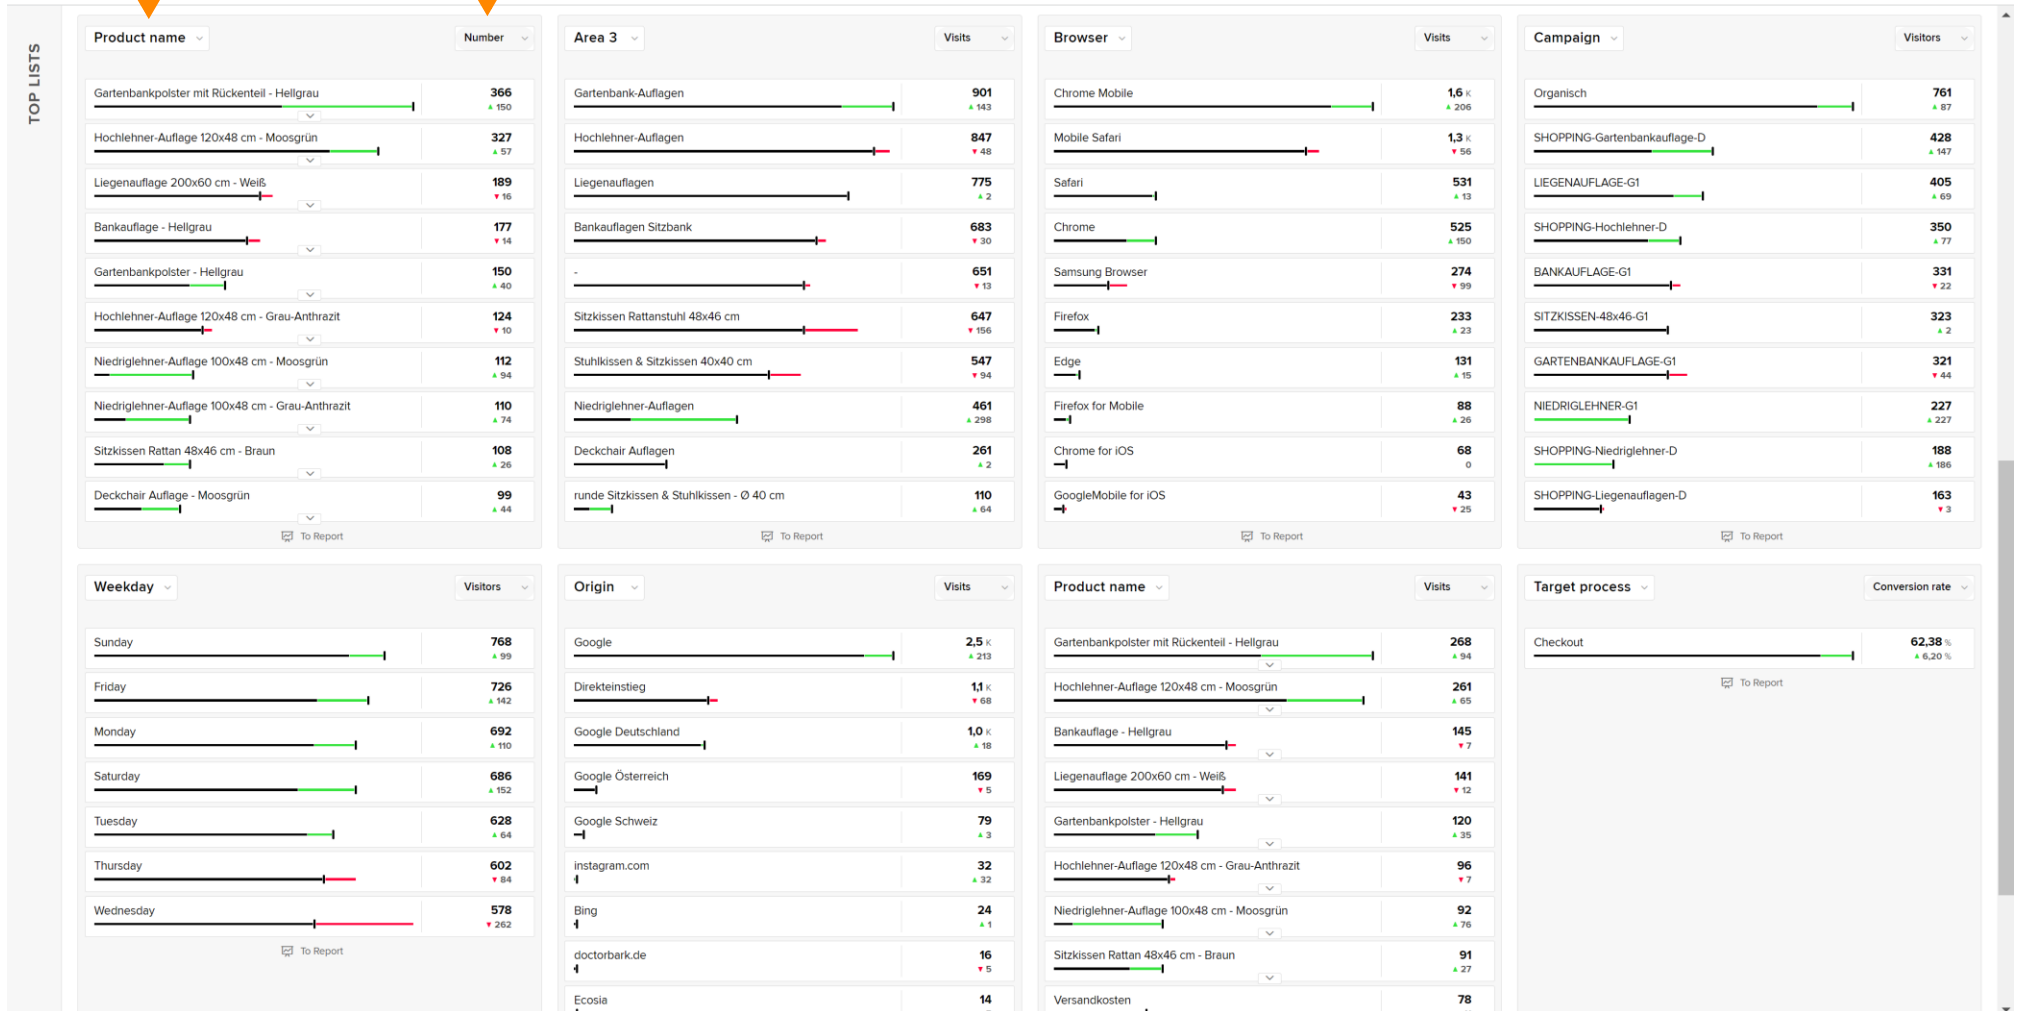 TOP LISTS
Product name
Number
Gartenbankpolster mit Rückenteil - Hellgrau
366
150
Hochlehner-Auflage 120x48 cm - Moosgrün
327
57
Liegenauflage 200x60 cm - Weiß
189
16
Bankauflage - Hellgrau
177
14
Gartenbankpolster - Hellgrau
150
40
Hochlehner-Auflage 120x48 cm - Grau-Anthrazit
124
10
Niedriglehner-Auflage 100x48 cm - Moosgrün
112
94
Niedriglehner-Auflage 100x48 cm - Grau-Anthrazit
110
74
Sitzkissen Rattan 48x46 cm - Braun
108
26
Deckchair Auflage - Moosgrün
99
44
To Report
Area 3
Visits
Gartenbank-Auflagen
901
143
Hochlehner-Auflagen
847
48
Liegenauflagen
775
2
Bankauflagen Sitzbank
683
30
-
651
13
Sitzkissen Rattanstuhl 48x46 cm
647
156
Stuhlkissen & Sitzkissen 40x40 cm
547
94
Niedriglehner-Auflagen
461
298
Deckchair Auflagen
261
2
runde Sitzkissen & Stuhlkissen - Ø 40 cm
110
64
To Report
Browser
Visits
Chrome Mobile
1,6 K
206
Mobile Safari
1,3 K
56
Safari
531
13
Chrome
525
150
Samsung Browser
274
99
Firefox
233
23
Edge
131
15
Firefox for Mobile
88
26
Chrome for iOS
68
0
GoogleMobile for iOS
43
25
To Report
Campaign
Visitors
Organisch
761
87
SHOPPING-Gartenbankauflage-D
428
147
LIEGENAUFLAGE-G1
405
69
SHOPPING-Hochlehner-D
350
77
BANKAUFLAGE-G1
331
22
SITZKISSEN-48x46-G1
323
2
GARTENBANKAUFLAGE-G1
321
44
NIEDRIGLEHNER-G1
227
227
SHOPPING-Niedriglehner-D
188
186
SHOPPING-Liegenauflagen-D
163
3
To Report
Weekday
Visitors
Sunday
768
99
Friday
726
142
Monday
692
110
Saturday
686
152
Tuesday
628
64
Thursday
602
84
Wednesday
578
262
To Report
Origin
Visits
Google
2,5 K
213
Direkteinstieg
1,1 K
68
Google Deutschland
1,0 K
18
Google Österreich
169
5
Google Schweiz
79
3
instagram.com
32
32
Bing
24
1
doctorbark.de
16
5
Ecosia
14
Product name
Visits
Gartenbankpolster mit Rückenteil - Hellgrau
268
94
Hochlehner-Auflage 120x48 cm - Moosgrün
261
65
Bankauflage - Hellgrau
145
7
Liegenauflage 200x60 cm - Weiß
141
12
Gartenbankpolster - Hellgrau
120
35
Hochlehner-Auflage 120x48 cm - Grau-Anthrazit
96
7
Niedriglehner-Auflage 100x48 cm - Moosgrün
92
76
Sitzkissen Rattan 48x46 cm - Braun
91
27
Versandkosten
78
Target process
Conversion rate
Checkout
62,38 %
6,20 %
To Report